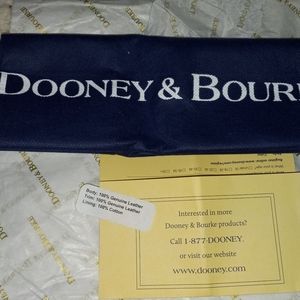 DOONEY & BOUR
Body: 100% Genuine Leather
Trim: 100% Genuine Leather
Lining: 100% Cotton
Interested in more
Dooney & Bourke products?
Call 1-877-DOONEY.
or visit our website
www.dooney.com